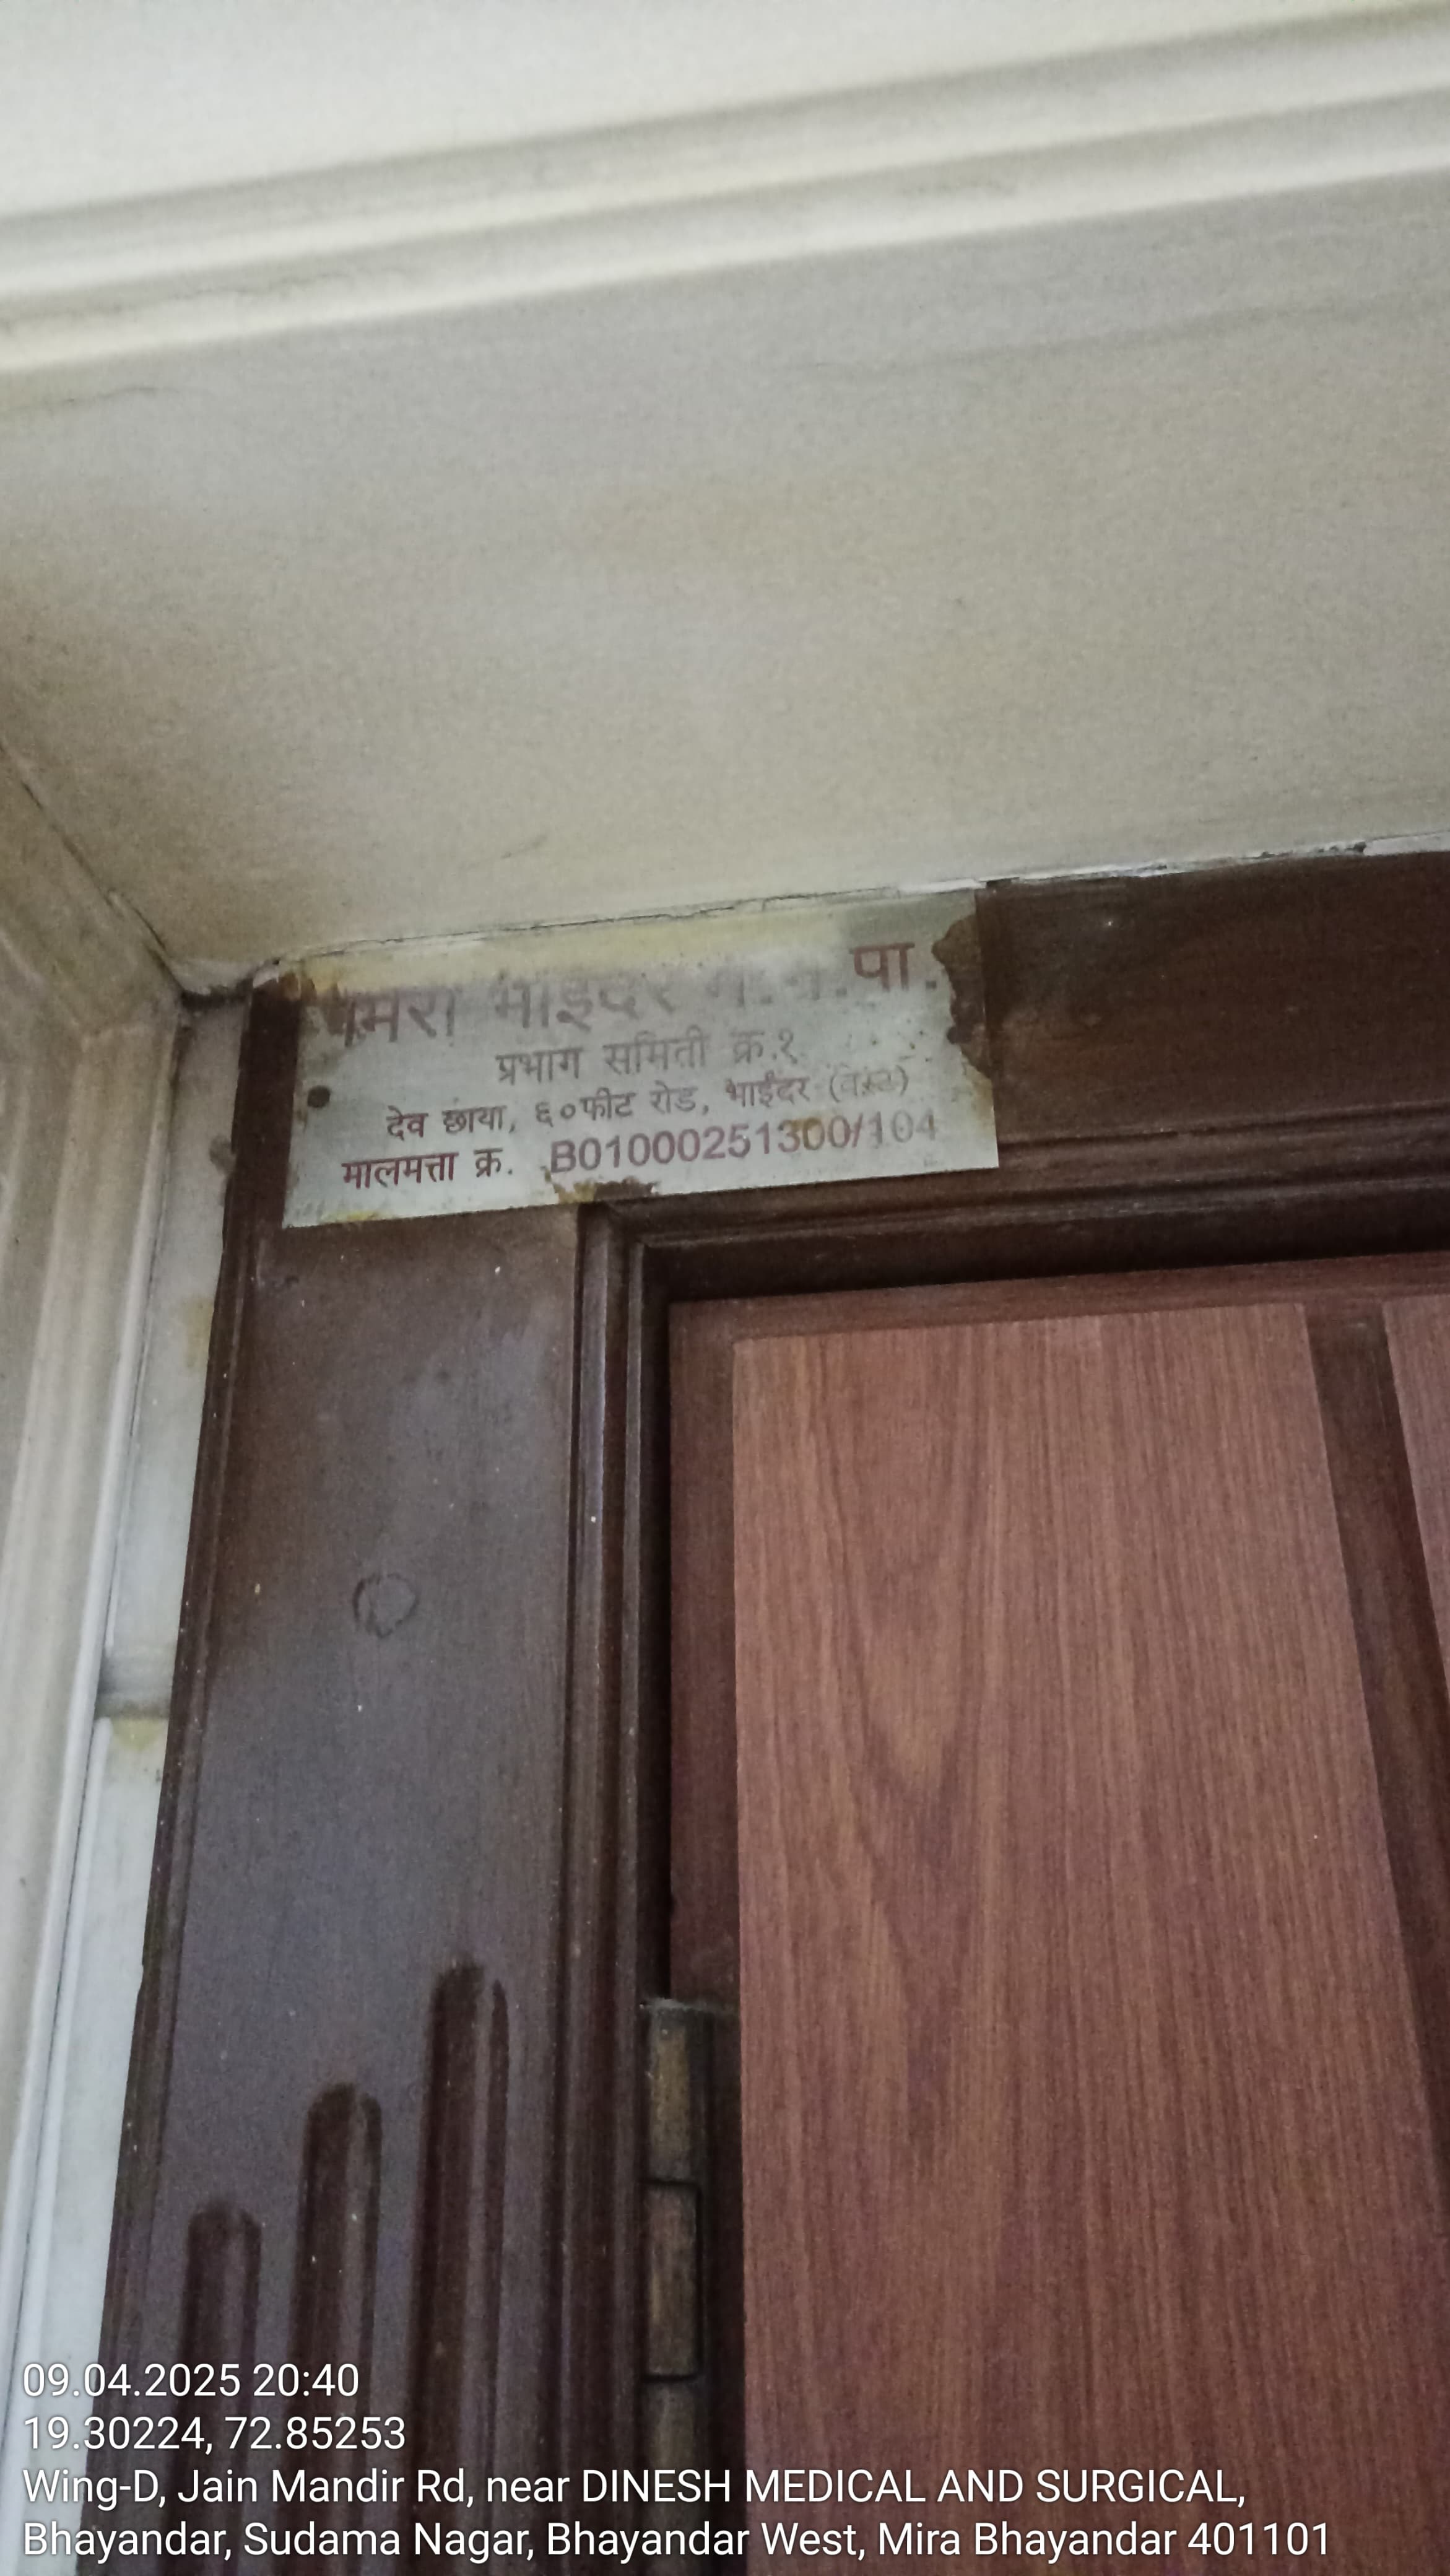 मिरा भाईंदर म.न.पा.
प्रभाग समिती क्र.१
देव छाया, ६०फीट रोड, भाईंदर (वेस्ट)
मालमत्ता क्र. B01000251300/104
09.04.2025 20:40
19.30224, 72.85253
Wing-D, Jain Mandir Rd, near DINESH MEDICAL AND SURGICAL,
Bhayandar, Sudama Nagar, Bhayandar West, Mira Bhayandar 401101